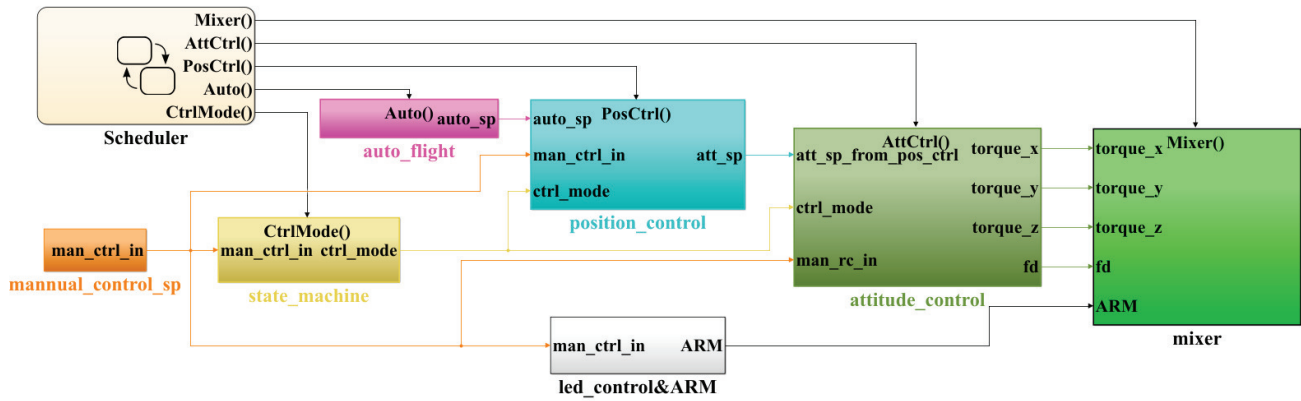 Mixer()
AttCtrl()
PosCtrl()
Auto()
CtrlMode()
Scheduler
Auto()
auto_sp
auto_flight
PosCtrl()
auto_sp
man_ctrl_in
ctrl_mode
att_sp
position_control
AttCtrl()
att_sp_from_pos_ctrl
ctrl_mode
man_rc_in
torque_x
torque_y
torque_z
fd
attitude_control
Mixer()
torque_x
torque_y
torque_z
fd
ARM
mixer
man_ctrl_in
mannual_control_sp
CtrlMode()
man_ctrl_in ctrl_mode
state_machine
man_ctrl_in ARM
led_control&ARM